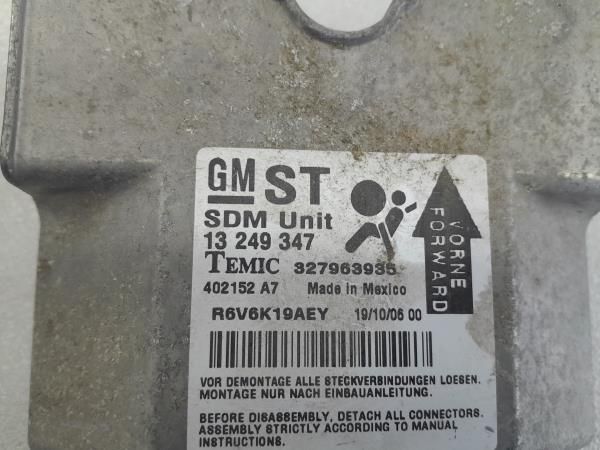 GM ST
SDM Unit
13 249 347
TEMIC 327963935
402152 A7 Made in Mexico
VORNE
FORWARD
R6V6K19AEY 19/10/06 00
VOR DEMONTAGE ALLE STECKVERBINDUNGEN LOESEN.
MONTAGE NUR NACH EINBAUANLEITUNG.
BEFORE DISASSEMBLY, DETACH ALL CONNECTORS.
ASSEMBLY STRICTLY ACCORDING TO MANUAL
INSTRUCTIONS.